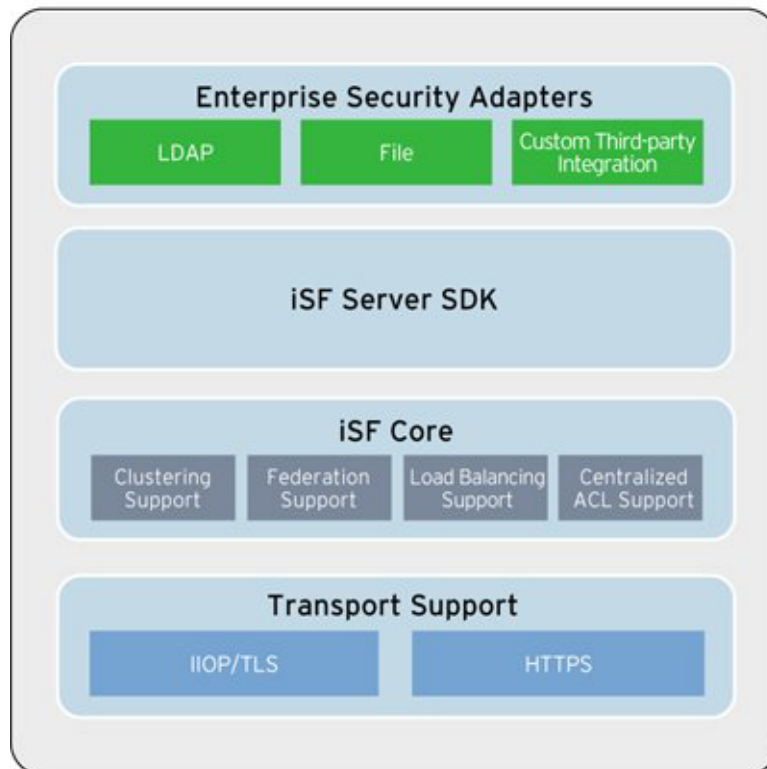 Enterprise Security Adapters
LDAP
File
Custom Third-party
Integration
iSF Server SDK
iSF Core
Clustering
Support
Federation
Support
Load Balancing
Support
Centralized
ACL Support
Transport Support
IIOP/TLS
HTTPS